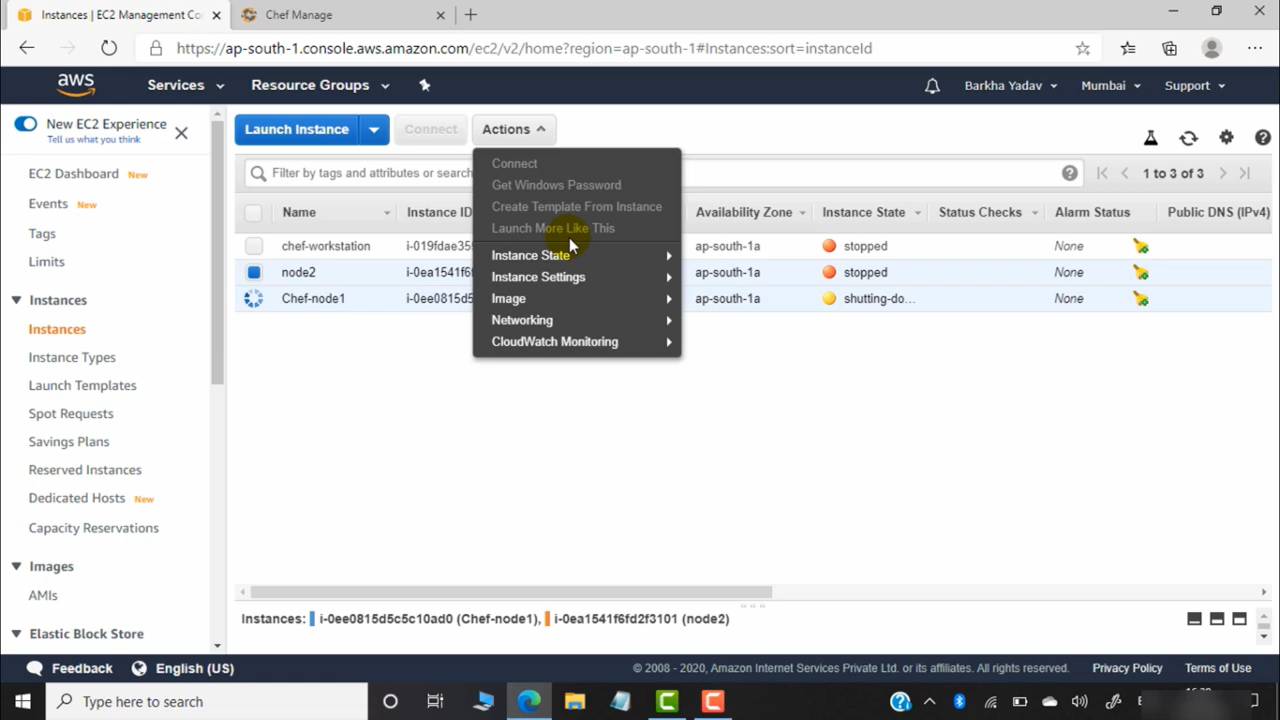 Instances | EC2 Management Co
Chef Manage
https://ap-south-1.console.aws.amazon.com/ec2/v2/home?region=ap-south-1#Instances:sort=instanceId
aws
Services
Resource Groups
Barkha Yadav
Mumbai
Support
New EC2 Experience
Tell us what you think
EC2 Dashboard New
Events New
Tags
Limits
Instances
Instances
Instance Types
Launch Templates
Spot Requests
Savings Plans
Reserved Instances
Dedicated Hosts New
Capacity Reservations
Images
AMIs
Elastic Block Store
Launch Instance
Connect
Actions
Filter by tags and attributes or search
1 to 3 of 3
Connect
Get Windows Password
Create Template From Instance
Launch More Like This
Instance State
Instance Settings
Image
Networking
CloudWatch Monitoring
Name Instance ID Availability Zone Instance State Status Checks Alarm Status Public DNS (IPv4)
chef-workstation i-019fdae35 ap-south-1a stopped None
node2 i-0ea1541f6 ap-south-1a stopped None
Chef-node1 i-0ee0815d5 ap-south-1a shutting-do... None
Instances: i-0ee0815d5c5c10ad0 (Chef-node1), i-0ea1541f6fd2f3101 (node2)
Feedback
English (US)
© 2008 - 2020, Amazon Internet Services Private Ltd. or its affiliates. All rights reserved.
Privacy Policy
Terms of Use
Type here to search